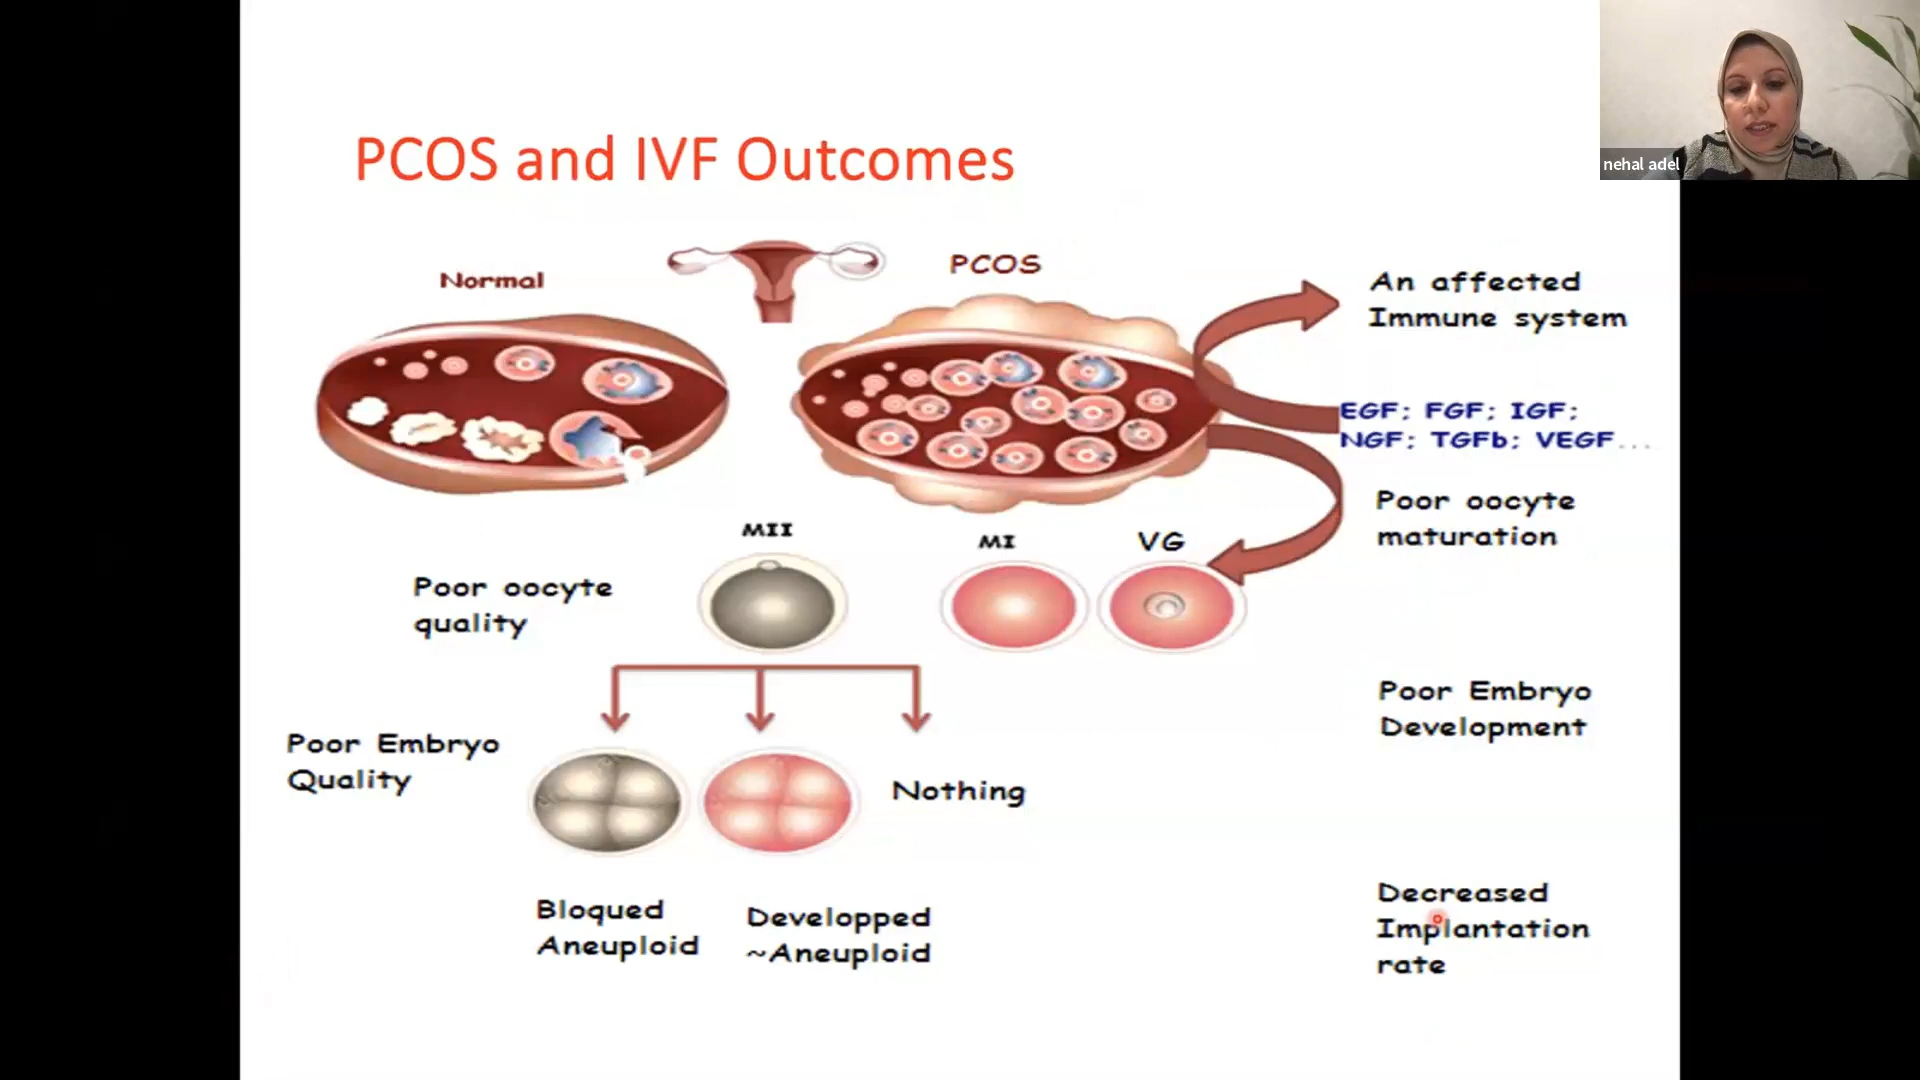 nehal adel
PCOS and IVF Outcomes
Normal
PCOS
An affected
Immune system
EGF; FGF; IGF;
NGF; TGFb; VEGF...
Poor oocyte
maturation
MII
MI
VG
Poor oocyte
quality
Poor Embryo
Development
Poor Embryo
Quality
Nothing
Bloqued
Aneuploid
Developped
~Aneuploid
Decreased
Implantation
rate